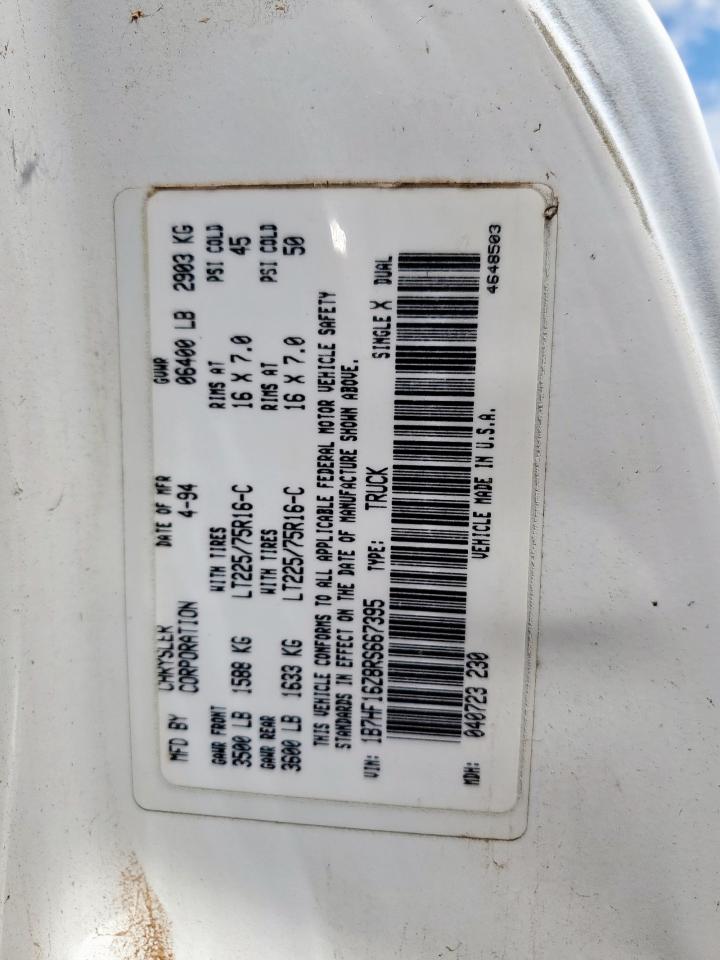 MFD BY CHRYSLER CORPORATION DATE OF MFR 4-94 GVWR 06400 LB 2903 KG
GAWR FRONT WITH TIRES RIMS AT PSI COLD
3500 LB 1588 KG LT225/75R16-C 16 X 7.0 45
GAWR REAR WITH TIRES RIMS AT PSI COLD
3600 LB 1633 KG LT225/75R16-C 16 X 7.0 50
THIS VEHICLE CONFORMS TO ALL APPLICABLE FEDERAL MOTOR VEHICLE SAFETY
STANDARDS IN EFFECT ON THE DATE OF MANUFACTURE SHOWN ABOVE.
VIN: 1B7HF16Z8RS667395 TYPE: TRUCK SINGLE X DUAL
MDH: 040723 230 VEHICLE MADE IN U.S.A. 4648503